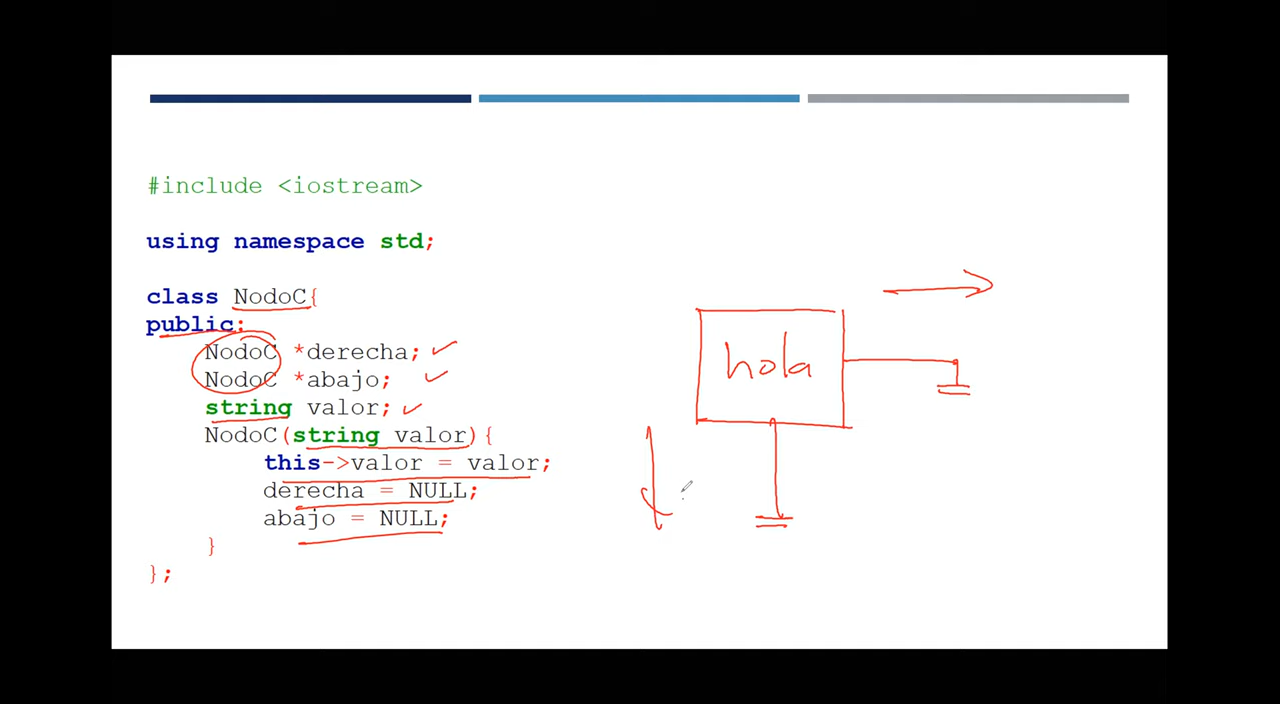 #include <iostream>
using namespace std;
class NodoC{
public:
NodoC *derecha;
NodoC *abajo;
string valor;
NodoC(string valor){
this->valor = valor;
derecha = NULL;
abajo = NULL;
}
};
hola